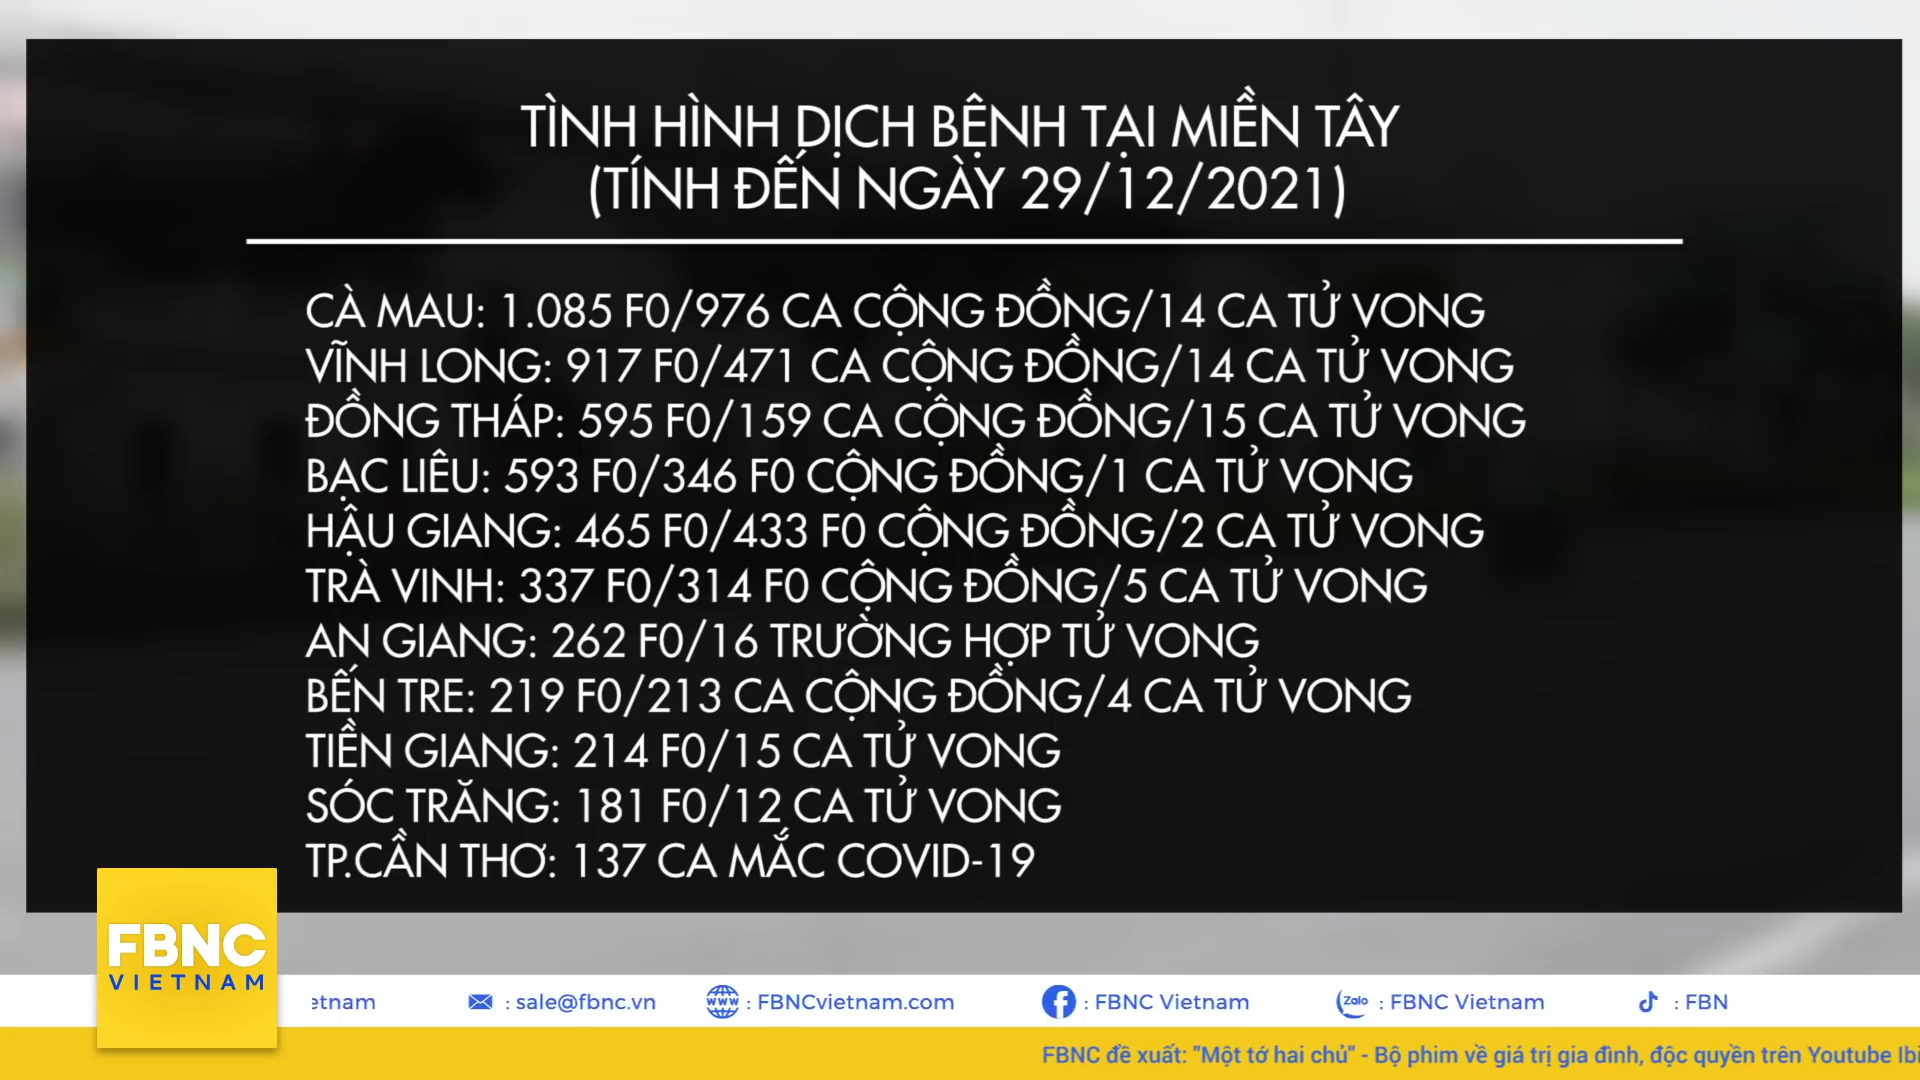 TÌNH HÌNH DỊCH BỆNH TẠI MIỀN TÂY
(TÍNH ĐẾN NGÀY 29/12/2021)
CÀ MAU: 1.085 F0/976 CA CỘNG ĐỒNG/14 CA TỬ VONG
VĨNH LONG: 917 F0/471 CA CỘNG ĐỒNG/14 CA TỬ VONG
ĐỒNG THÁP: 595 F0/159 CA CỘNG ĐỒNG/15 CA TỬ VONG
BẠC LIÊU: 593 F0/346 F0 CỘNG ĐỒNG/1 CA TỬ VONG
HẬU GIANG: 465 F0/433 F0 CỘNG ĐỒNG/2 CA TỬ VONG
TRÀ VINH: 337 F0/314 F0 CỘNG ĐỒNG/5 CA TỬ VONG
AN GIANG: 262 F0/16 TRƯỜNG HỢP TỬ VONG
BẾN TRE: 219 F0/213 CA CỘNG ĐỒNG/4 CA TỬ VONG
TIỀN GIANG: 214 F0/15 CA TỬ VONG
SÓC TRĂNG: 181 F0/12 CA TỬ VONG
TP.CẦN THƠ: 137 CA MẮC COVID-19
FBNC
VIETNAM
etnam : sale@fbnc.vn www : FBNCvietnam.com : FBNC Vietnam Zalo : FBNC Vietnam : FBN
FBNC đề xuất: "Một tớ hai chủ" - Bộ phim về giá trị gia đình, độc quyền trên Youtube Ibi